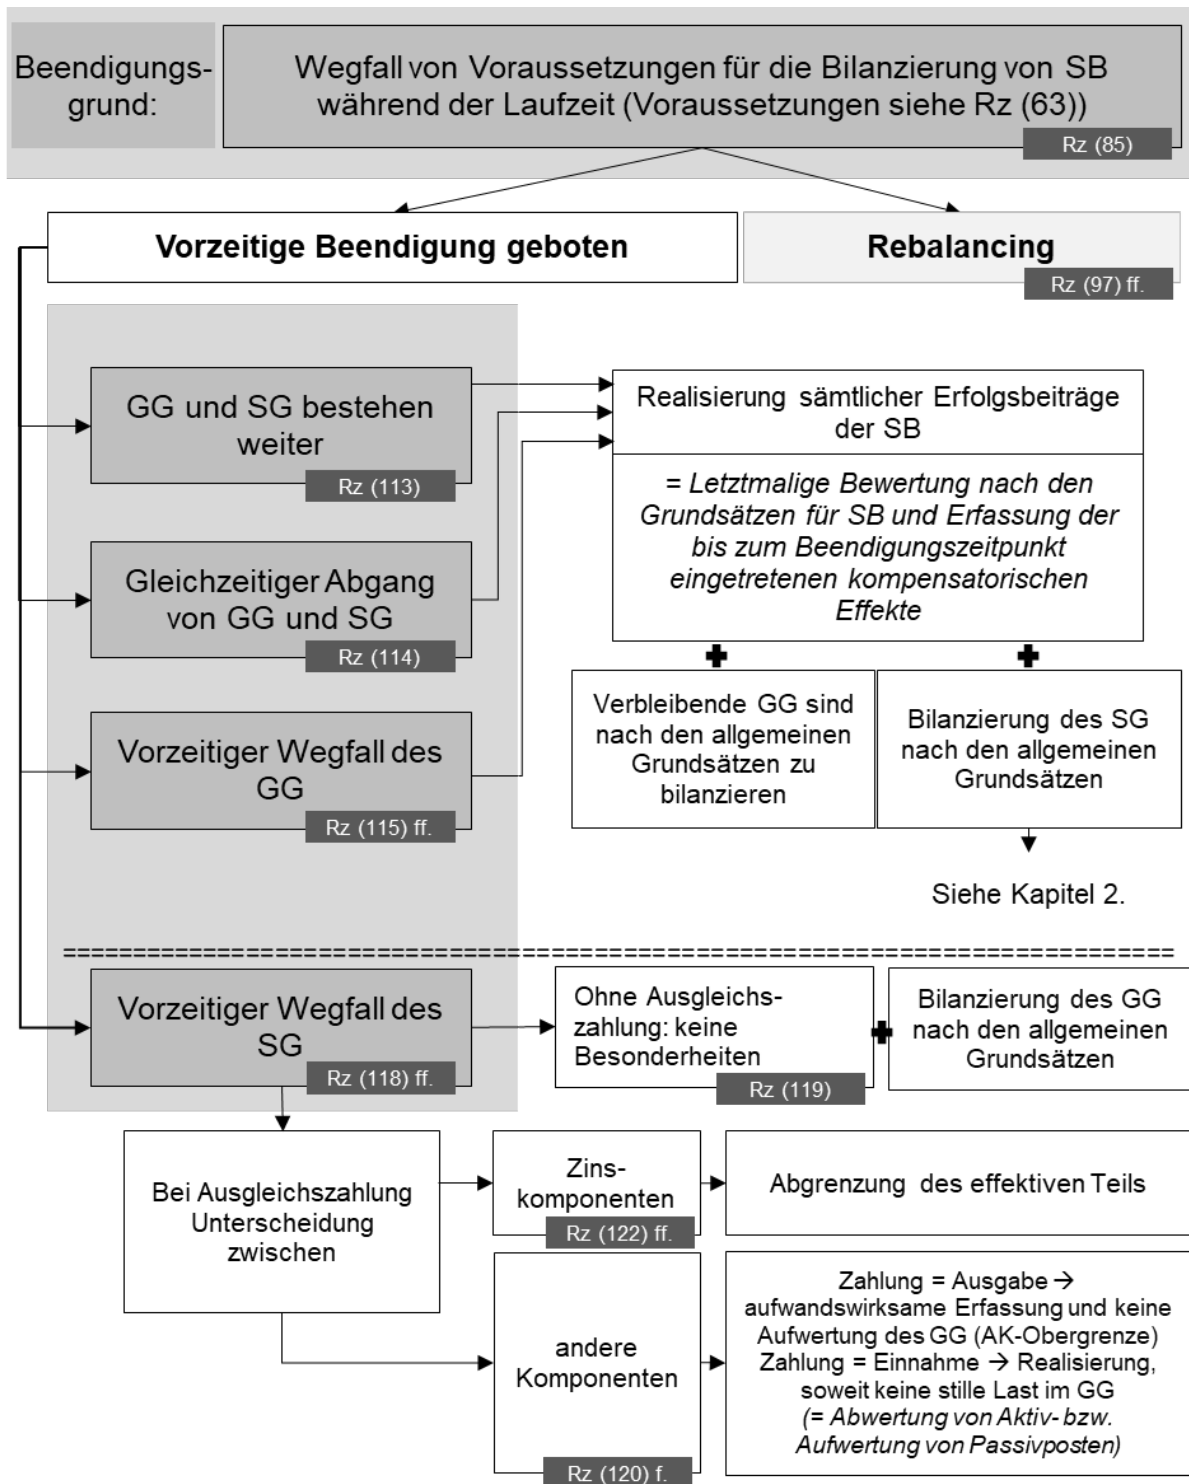 Beendigungs-
grund:
Wegfall von Voraussetzungen für die Bilanzierung von SB
während der Laufzeit (Voraussetzungen siehe Rz (63))
Rz (85)
Vorzeitige Beendigung geboten
Rebalancing
Rz (97) ff.
GG und SG bestehen
weiter
Rz (113)
Gleichzeitiger Abgang
von GG und SG
Rz (114)
Vorzeitiger Wegfall des
GG
Rz (115) ff.
Realisierung sämtlicher Erfolgsbeiträge
der SB
= Letztmalige Bewertung nach den
Grundsätzen für SB und Erfassung der
bis zum Beendigungszeitpunkt
eingetretenen kompensatorischen
Effekte
Verbleibende GG sind
nach den allgemeinen
Grundsätzen zu
bilanzieren
Bilanzierung des SG
nach den allgemeinen
Grundsätzen
Siehe Kapitel 2.
Vorzeitiger Wegfall des
SG
Rz (118) ff.
Ohne Ausgleichs-
zahlung: keine
Besonderheiten
Rz (119)
Bilanzierung des GG
nach den allgemeinen
Grundsätzen
Bei Ausgleichszahlung
Unterscheidung
zwischen
Zins-
komponenten
Rz (122) ff.
Abgrenzung des effektiven Teils
andere
Komponenten
Rz (120) f.
Zahlung = Ausgabe →
aufwandswirksame Erfassung und keine
Aufwertung des GG (AK-Obergrenze)
Zahlung = Einnahme → Realisierung,
soweit keine stille Last im GG
(= Abwertung von Aktiv- bzw.
Aufwertung von Passivposten)